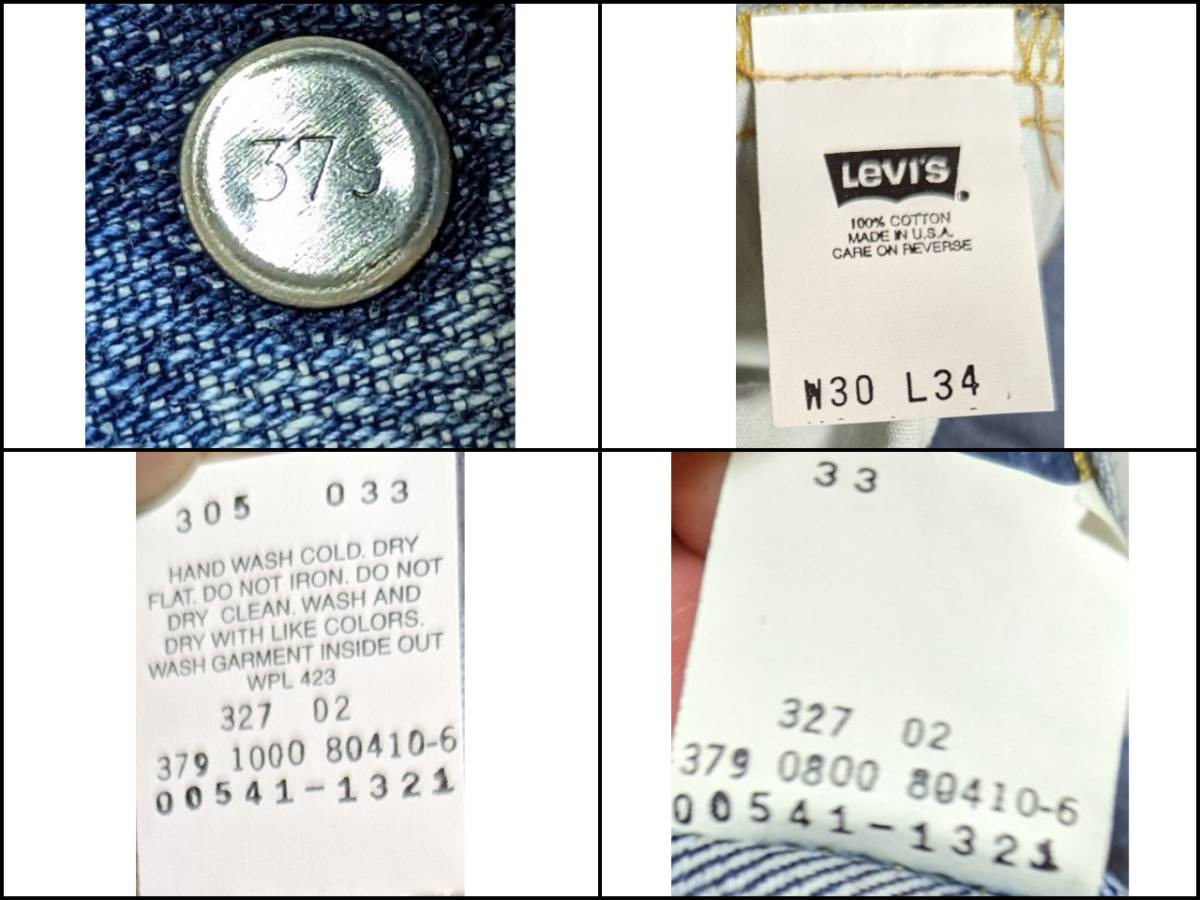 379
Levi's
100% COTTON
MADE IN U.S.A.
CARE ON REVERSE
W30 L34
305 033
HAND WASH COLD. DRY
FLAT. DO NOT IRON. DO NOT
DRY CLEAN. WASH AND
DRY WITH LIKE COLORS.
WASH GARMENT INSIDE OUT
WPL 423
327 02
379 1000 80410-6
00541-1321
33
327 02
379 0800 80410-6
00541-1321